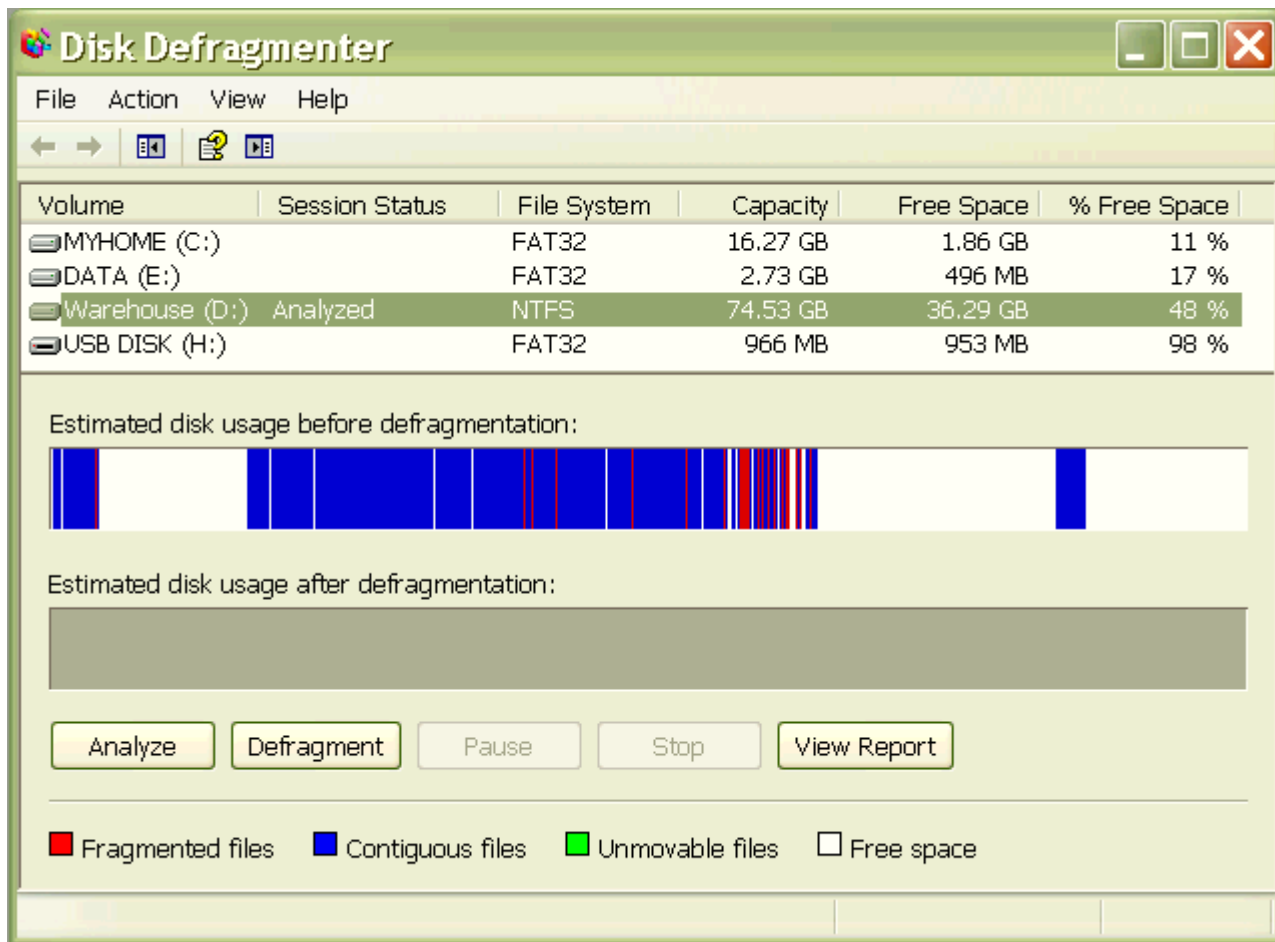 Disk Defragmenter
File Action View Help
Volume Session Status File System Capacity Free Space % Free Space
MYHOME (C:) FAT32 16.27 GB 1.86 GB 11 %
DATA (E:) FAT32 2.73 GB 496 MB 17 %
Warehouse (D:) Analyzed NTFS 74.53 GB 36.29 GB 48 %
USB DISK (H:) FAT32 966 MB 953 MB 98 %
Estimated disk usage before defragmentation:
Estimated disk usage after defragmentation:
Analyze Defragment Pause Stop View Report
Fragmented files Contiguous files Unmovable files Free space